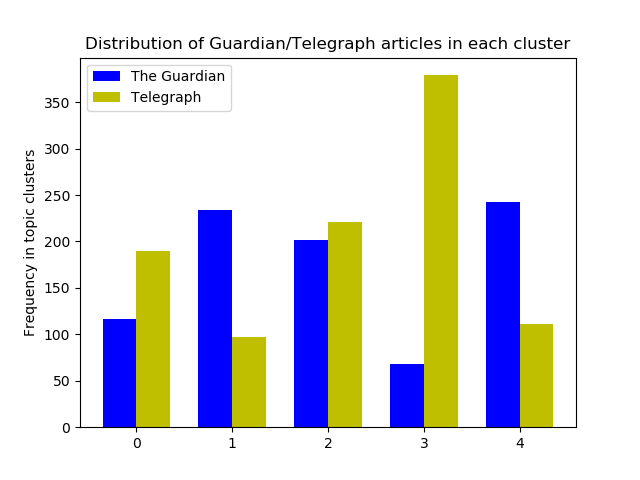 Distribution of Guardian/Telegraph articles in each cluster
The Guardian
Telegraph
Frequency in topic clusters
350
300
250
200
150
100
50
0
0 1 2 3 4